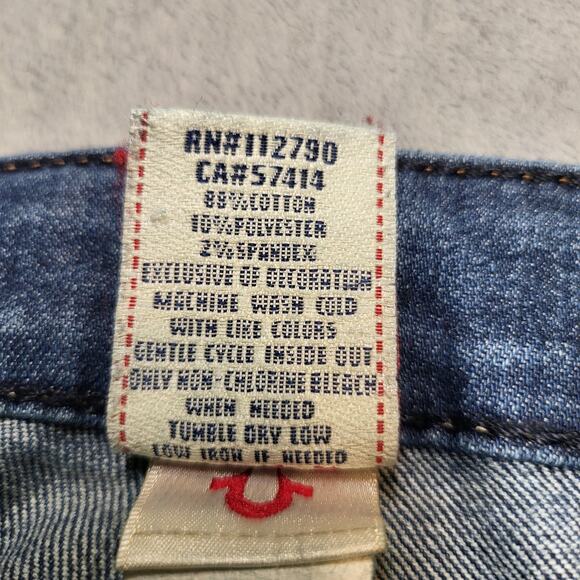 RN#112790
CA#57414
88%COTTON
10%POLYESTER
2%SPANDEX
EXCLUSIVE OF DECORATION
MACHINE WASH COLD
WITH LIKE COLORS
GENTLE CYCLE INSIDE OUT
ONLY NON-CHLORINE BLEACH
WHEN NEEDED
TUMBLE DRY LOW
LOW IRON IF NEEDED